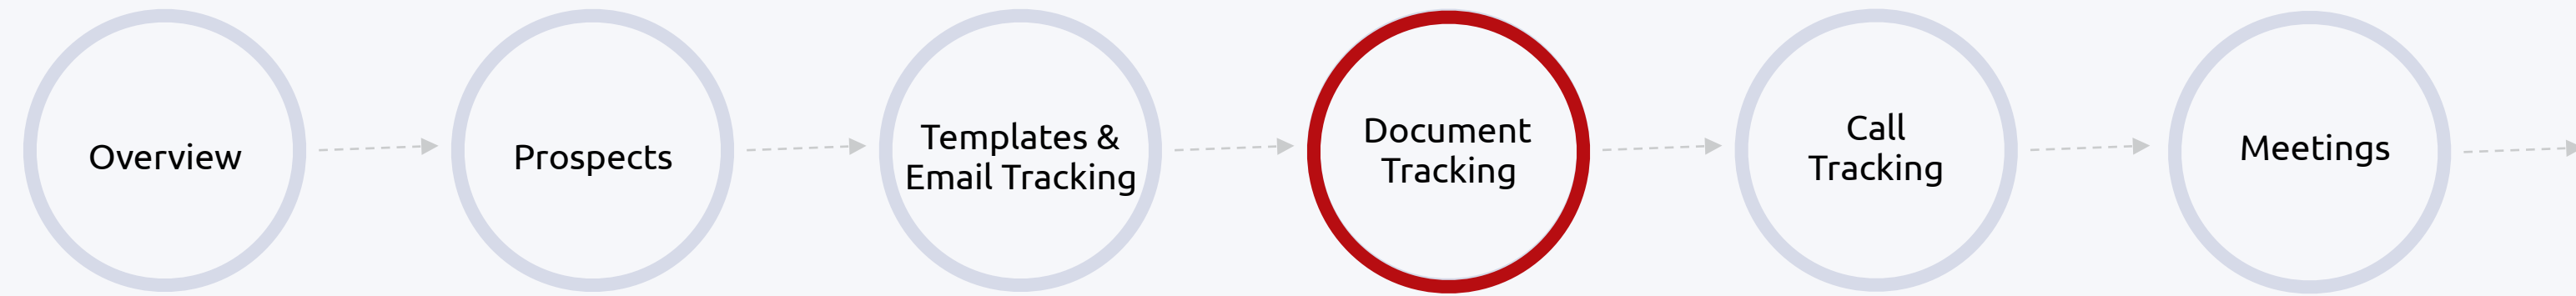 Overview
Prospects
Templates &
Email Tracking
Document
Tracking
Call
Tracking
Meetings